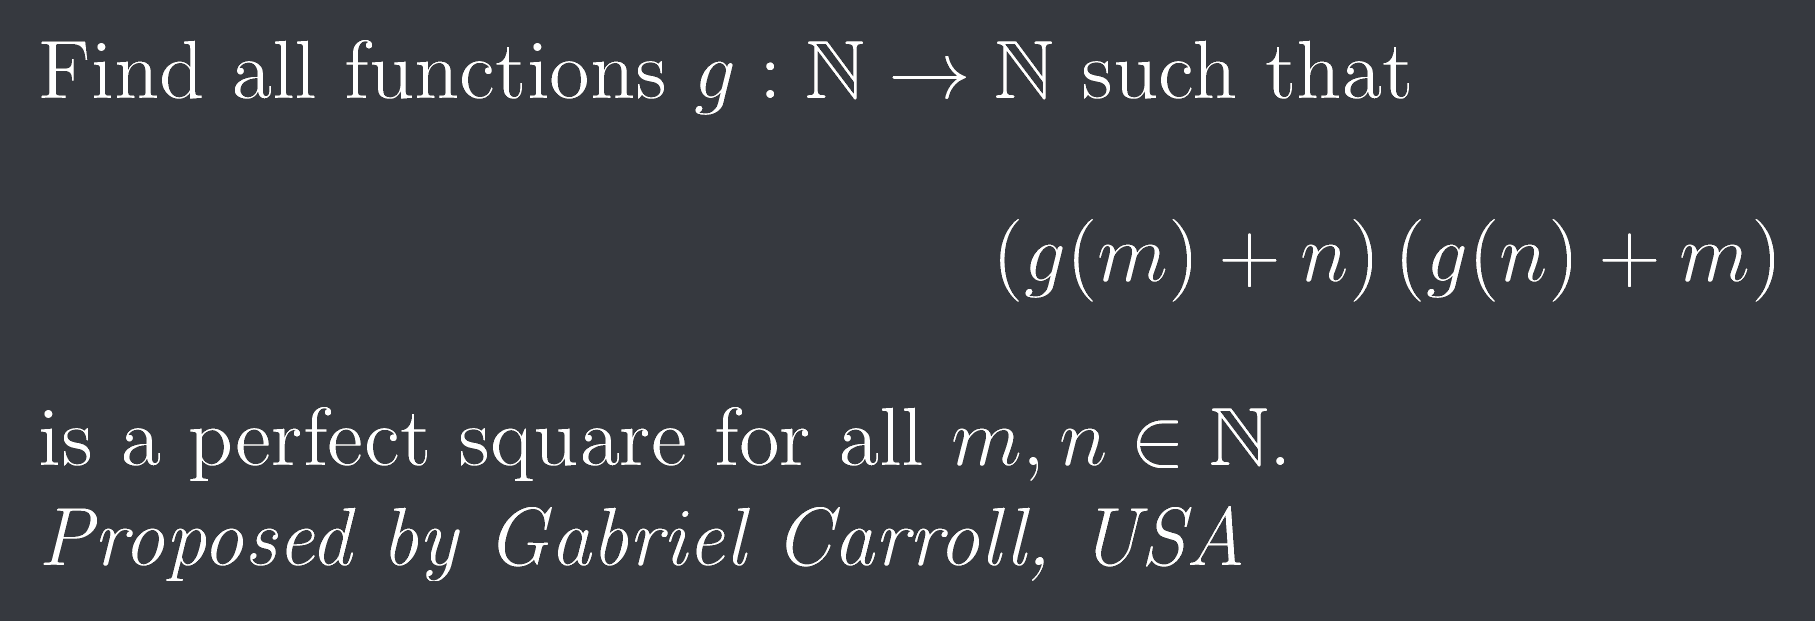 Find all functions g : ℕ → ℕ such that
(g(m) + n) (g(n) + m)
is a perfect square for all m, n ∈ ℕ.
Proposed by Gabriel Carroll, USA